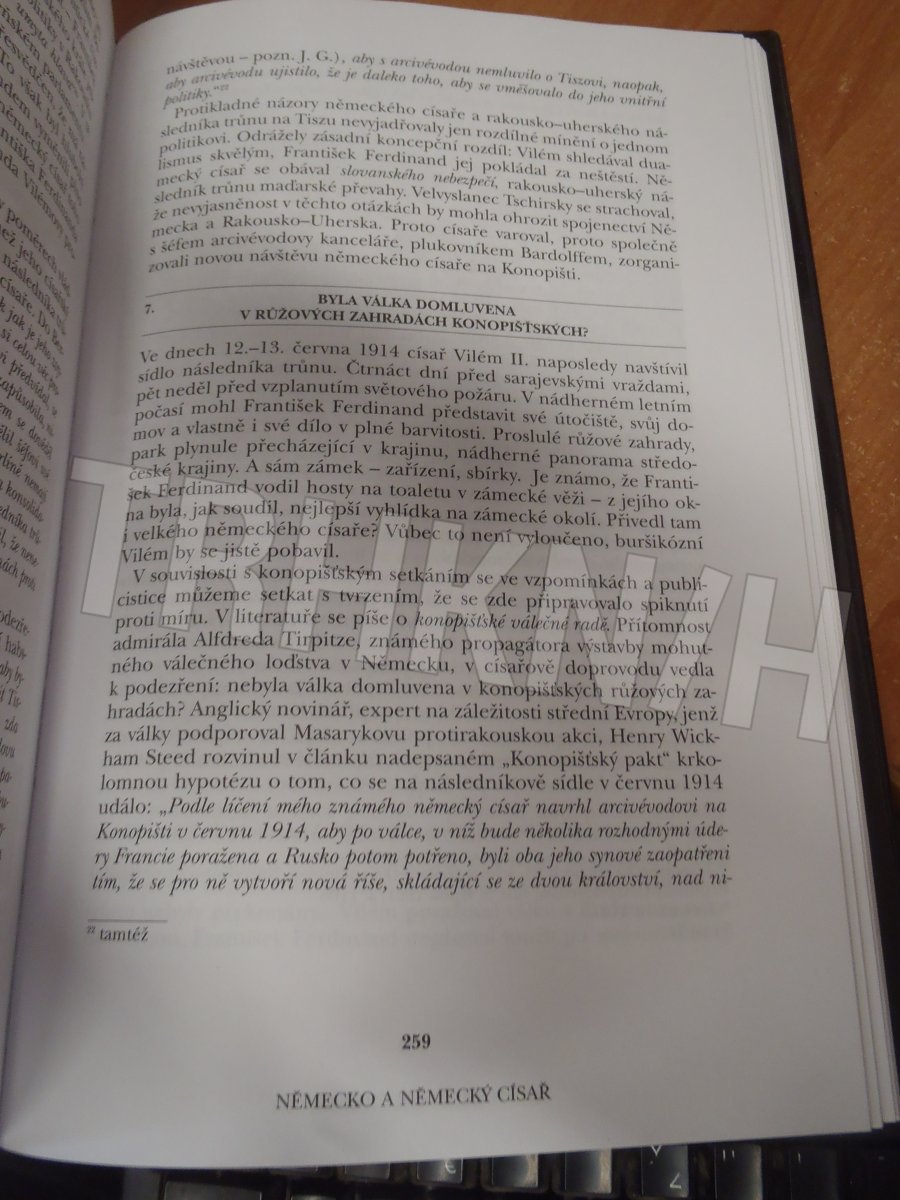 návštěvou – pozn. J. G.), aby s arcivévodou nemluvilo o Tiszovi, naopak,
aby arcivévodu ujistilo, že je daleko toho, aby se vměšovalo do jeho vnitřní
politiky.“²²
Protikladné názory německého císaře a rakousko–uherského ná-
sledníka trůnu na Tiszu nevyjadřovaly jen rozdílné mínění o jednom
politikovi. Odrážely zásadní koncepční rozdíl: Vilém shledával dua-
lismus skvělým, František Ferdinand jej pokládal za neštěstí. Ně-
mecký císař se obával slovanského nebezpečí, rakousko–uherský ná-
sledník trůnu maďarské převahy. Velvyslanec Tschirsky se strachoval,
že nevyjasněnost v těchto otázkách by mohla ohrozit spojenectví Ně-
mecka a Rakousko–Uherska. Proto císaře varoval, proto společně
s šéfem arcivévodovy kanceláře, plukovníkem Bardolffem, zorgani-
zovali novou návštěvu německého císaře na Konopišti.
7. BYLA VÁLKA DOMLUVENA
V RŮŽOVÝCH ZAHRADÁCH KONOPIŠŤSKÝCH?
Ve dnech 12.–13. června 1914 císař Vilém II. naposledy navštívil
sídlo následníka trůnu. Čtrnáct dní před sarajevskými vraždami,
pět neděl před vzplanutím světového požáru. V nádherném letním
počasí mohl František Ferdinand představit své útočiště, svůj do-
mov a vlastně i své dílo v plné barvitosti. Proslulé růžové zahrady,
park plynule přecházející v krajinu, nádherné panorama středo-
české krajiny. A sám zámek – zařízení, sbírky. Je známo, že Franti-
šek Ferdinand vodil hosty na toaletu v zámecké věži – z jejího ok-
na byla, jak soudil, nejlepší vyhlídka na zámecké okolí. Přivedl tam
i velkého německého císaře? Vůbec to není vyloučeno, buršikózní
Vilém by se jistě pobavil.
V souvislosti s konopišťským setkáním se ve vzpomínkách a publi-
cistice můžeme setkat s tvrzením, že se zde připravovalo spiknutí
proti míru. V literatuře se píše o konopišťské válečné radě. Přítomnost
admirála Alfdreda Tirpitze, známého propagátora výstavby mohut-
ného válečného loďstva v Německu, v císařově doprovodu vedla
k podezření: nebyla válka domluvena v konopišťských růžových za-
hradách? Anglický novinář, expert na záležitosti střední Evropy, jenž
za války podporoval Masarykovu protirakouskou akci, Henry Wick-
ham Steed rozvinul v článku nadepsaném „Konopišťský pakt“ krko-
lomnou hypotézu o tom, co se na následníkově sídle v červnu 1914
událo: „Podle líčení mého známého německý císař navrhl arcivévodovi na
Konopišti v červnu 1914, aby po válce, v níž bude několika rozhodnými úde-
ry Francie poražena a Rusko potom potřeno, byli oba jeho synové zaopatřeni
tím, že se pro ně vytvoří nová říše, skládající se ze dvou království, nad ni-
²² tamtéž
259
NĚMECKO A NĚMECKÝ CÍSAŘ